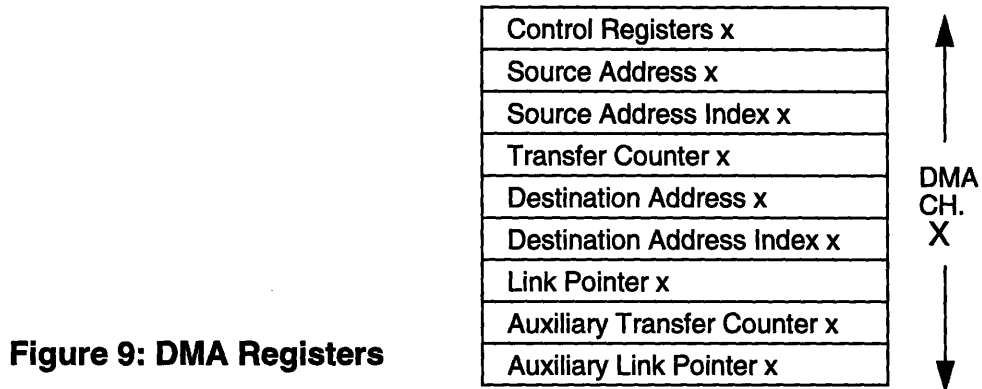 Control Registers x
Source Address x
Source Address Index x
Transfer Counter x
Destination Address x
Destination Address Index x
Link Pointer x
Auxiliary Transfer Counter x
Auxiliary Link Pointer x
DMA
CH.
X
Figure 9: DMA Registers